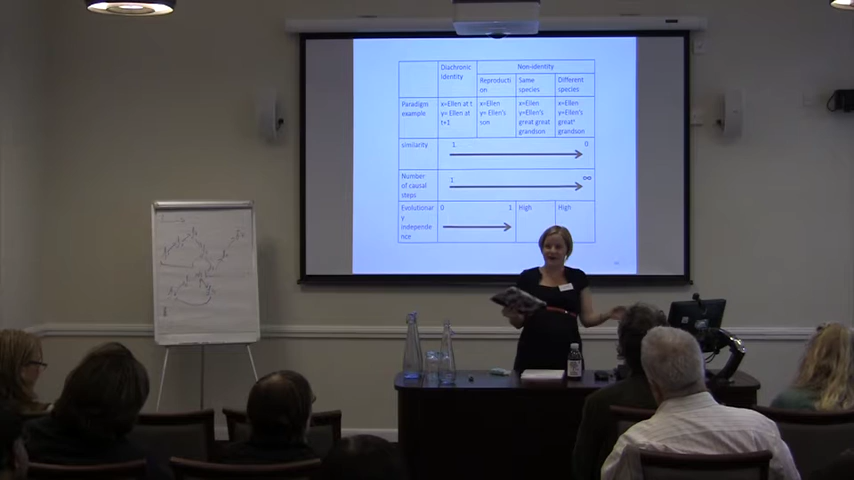 Diachronic
Identity
Non-identity
Reproducti
on
Same
species
Different
species
Paradigm
example
x=Ellen at t
y= Ellen at
t+1
x=Ellen
y= Ellen's
son
x=Ellen
y=Ellen's
great great
grandson
x=Ellen
y=Ellen's
grandson
similarity
1
0
Number
of causal
steps
1
∞
Evolutionar
y
independe
nce
0
1
High
High